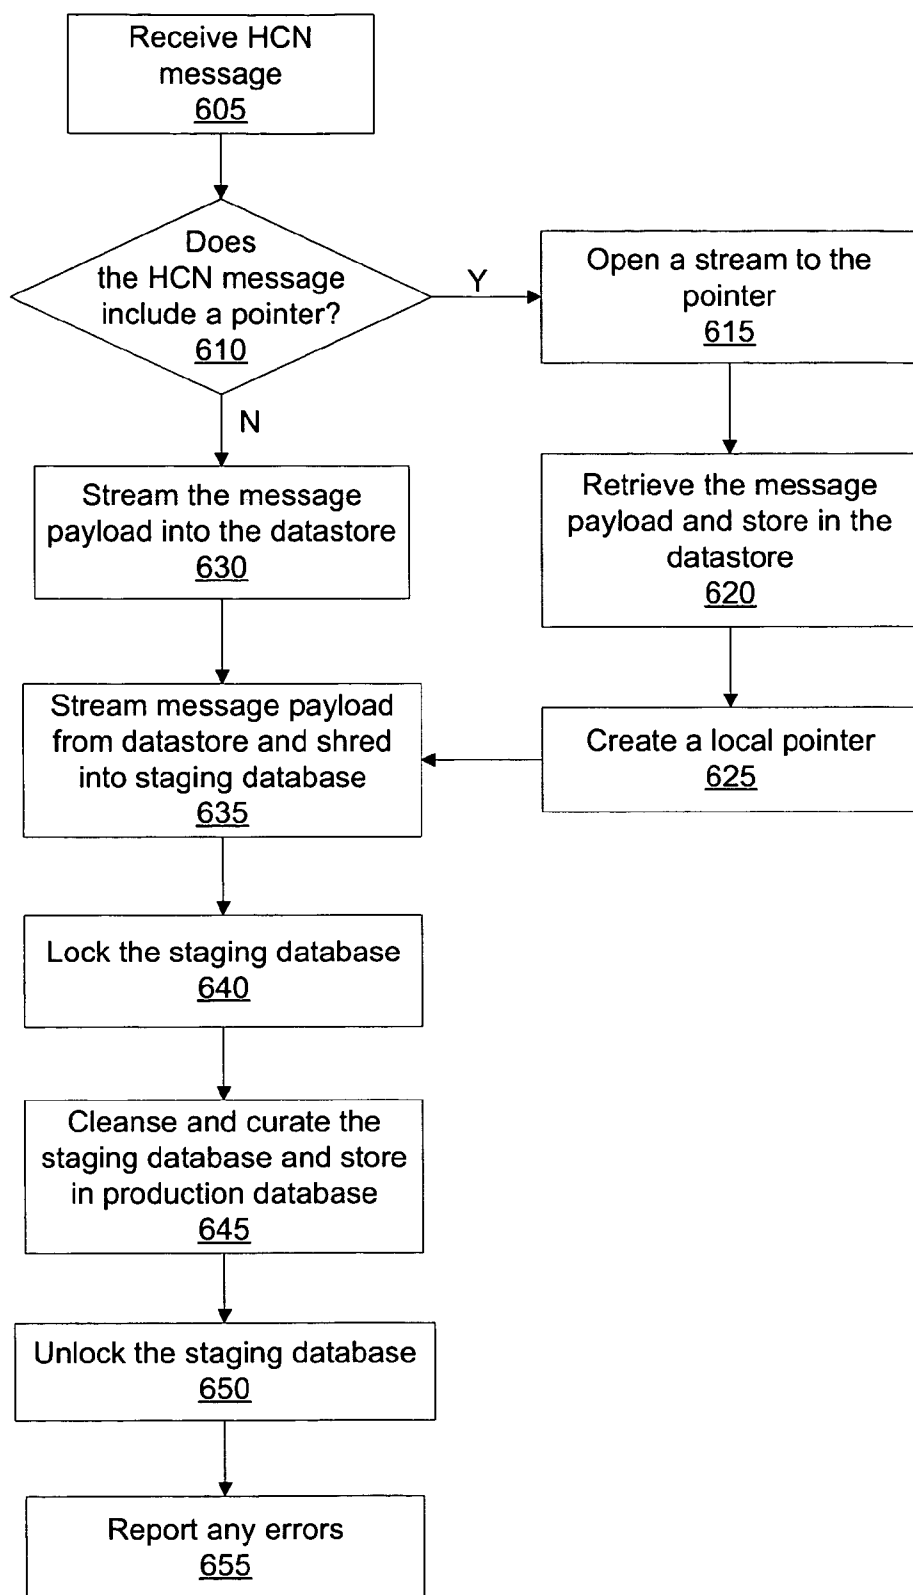 Receive HCN
message
605
Does
the HCN message
include a pointer?
610
Y
N
Open a stream to the
pointer
615
Retrieve the message
payload and store in the
datastore
620
Create a local pointer
625
Stream the message
payload into the datastore
630
Stream message payload
from datastore and shred
into staging database
635
Lock the staging database
640
Cleanse and curate the
staging database and store
in production database
645
Unlock the staging database
650
Report any errors
655